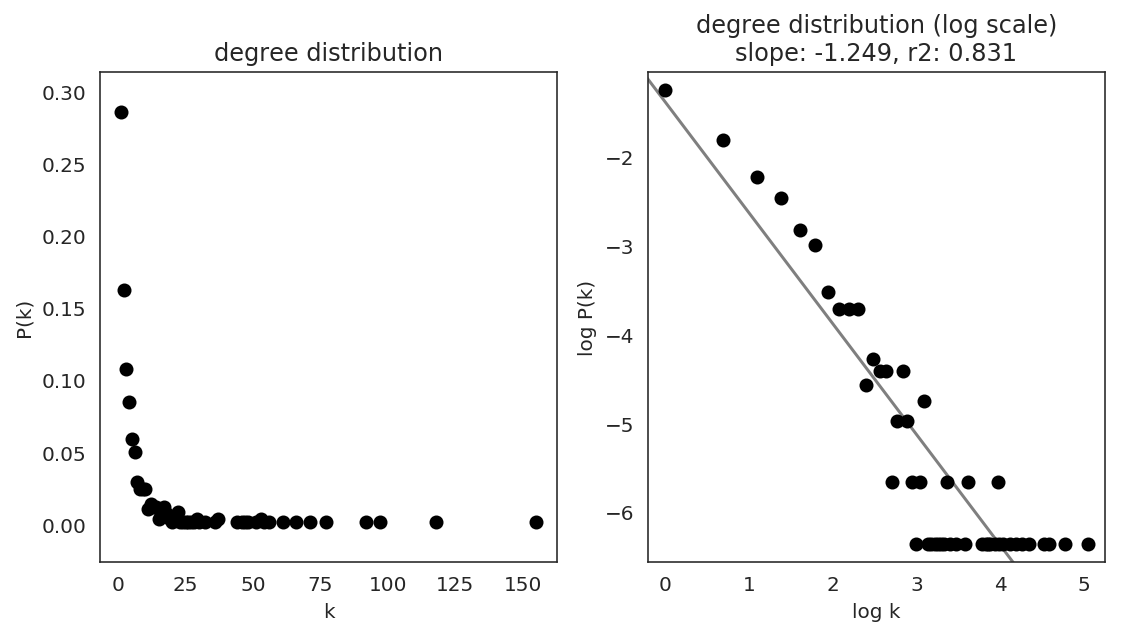 degree distribution
0.30
0.25
0.20
0.15
0.10
0.05
0.00
P(k)
0 25 50 75 100 125 150
k
degree distribution (log scale)
slope: -1.249, r2: 0.831
−2
−3
−4
−5
−6
log P(k)
0 1 2 3 4 5
log k